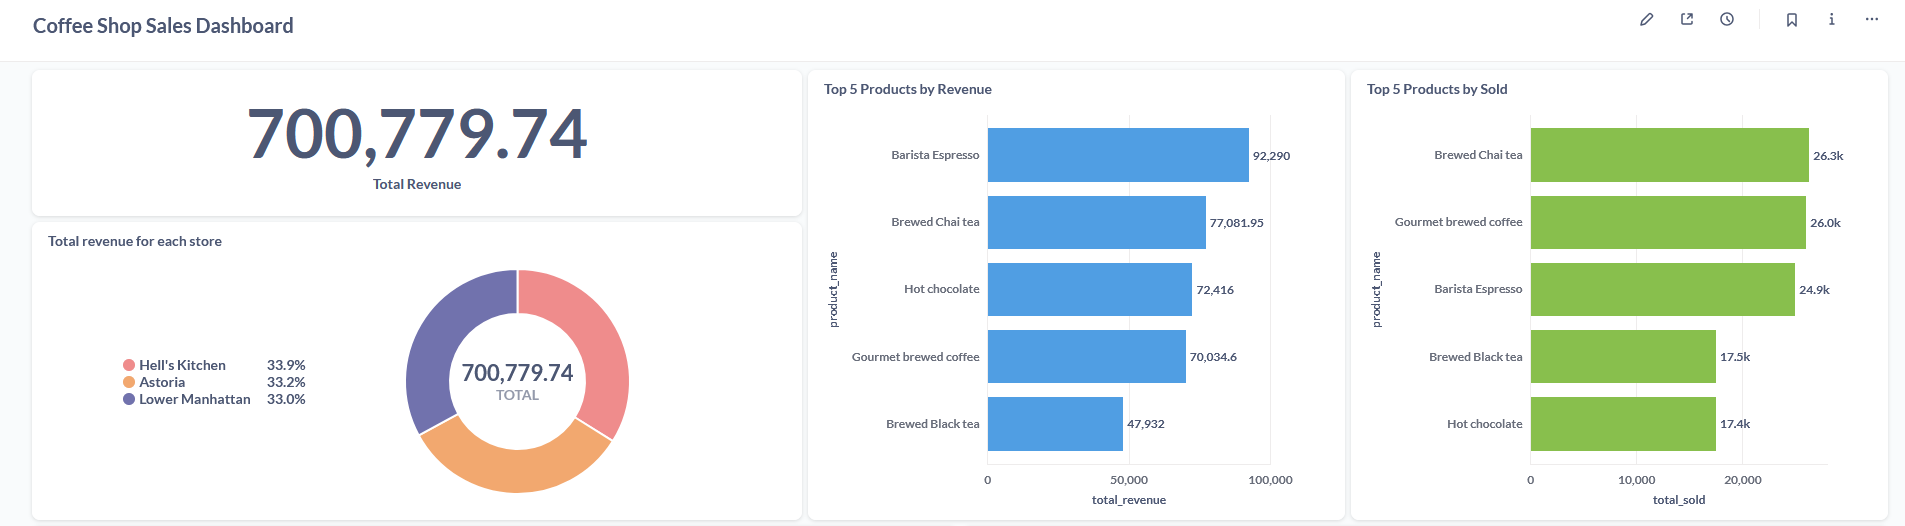 Coffee Shop Sales Dashboard
700,779.74
Total Revenue
Total revenue for each store
Hell's Kitchen 33.9%
Astoria 33.2%
Lower Manhattan 33.0%
700,779.74
TOTAL
Top 5 Products by Revenue
product_name
Barista Espresso 92,290
Brewed Chai tea 77,081.95
Hot chocolate 72,416
Gourmet brewed coffee 70,034.6
Brewed Black tea 47,932
0 50,000 100,000
total_revenue
Top 5 Products by Sold
product_name
Brewed Chai tea 26.3k
Gourmet brewed coffee 26.0k
Barista Espresso 24.9k
Brewed Black tea 17.5k
Hot chocolate 17.4k
0 10,000 20,000
total_sold